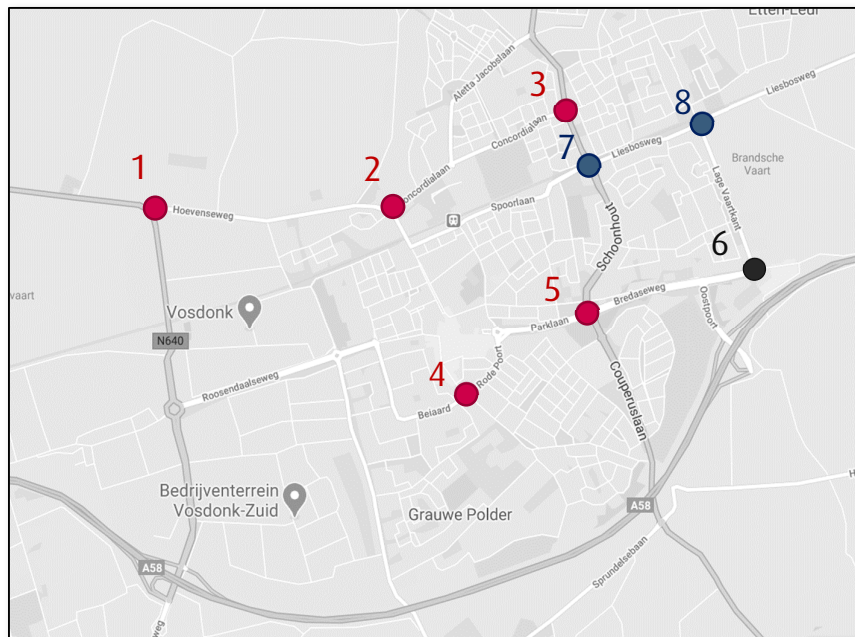 Etten-Leur
Aletta Jacobslaan
3
Concordialaan
8
Liesbosweg
7
Liesbosweg
Brandsche
Vaart
1
2
Concordialaan
Hoevenseweg
Spoorlaan
Lage Vaartkant
Schoonhout
6
vaart
Vosdonk
5
Bredaseweg
Oostpoort
Parklaan
N640
Rode Poort
4
Roosendaalseweg
Beiaard
Couperuslaan
Bedrijventerrein
Vosdonk-Zuid
Grauwe Polder
A58
H
Sprundelsebaan
A58
weg